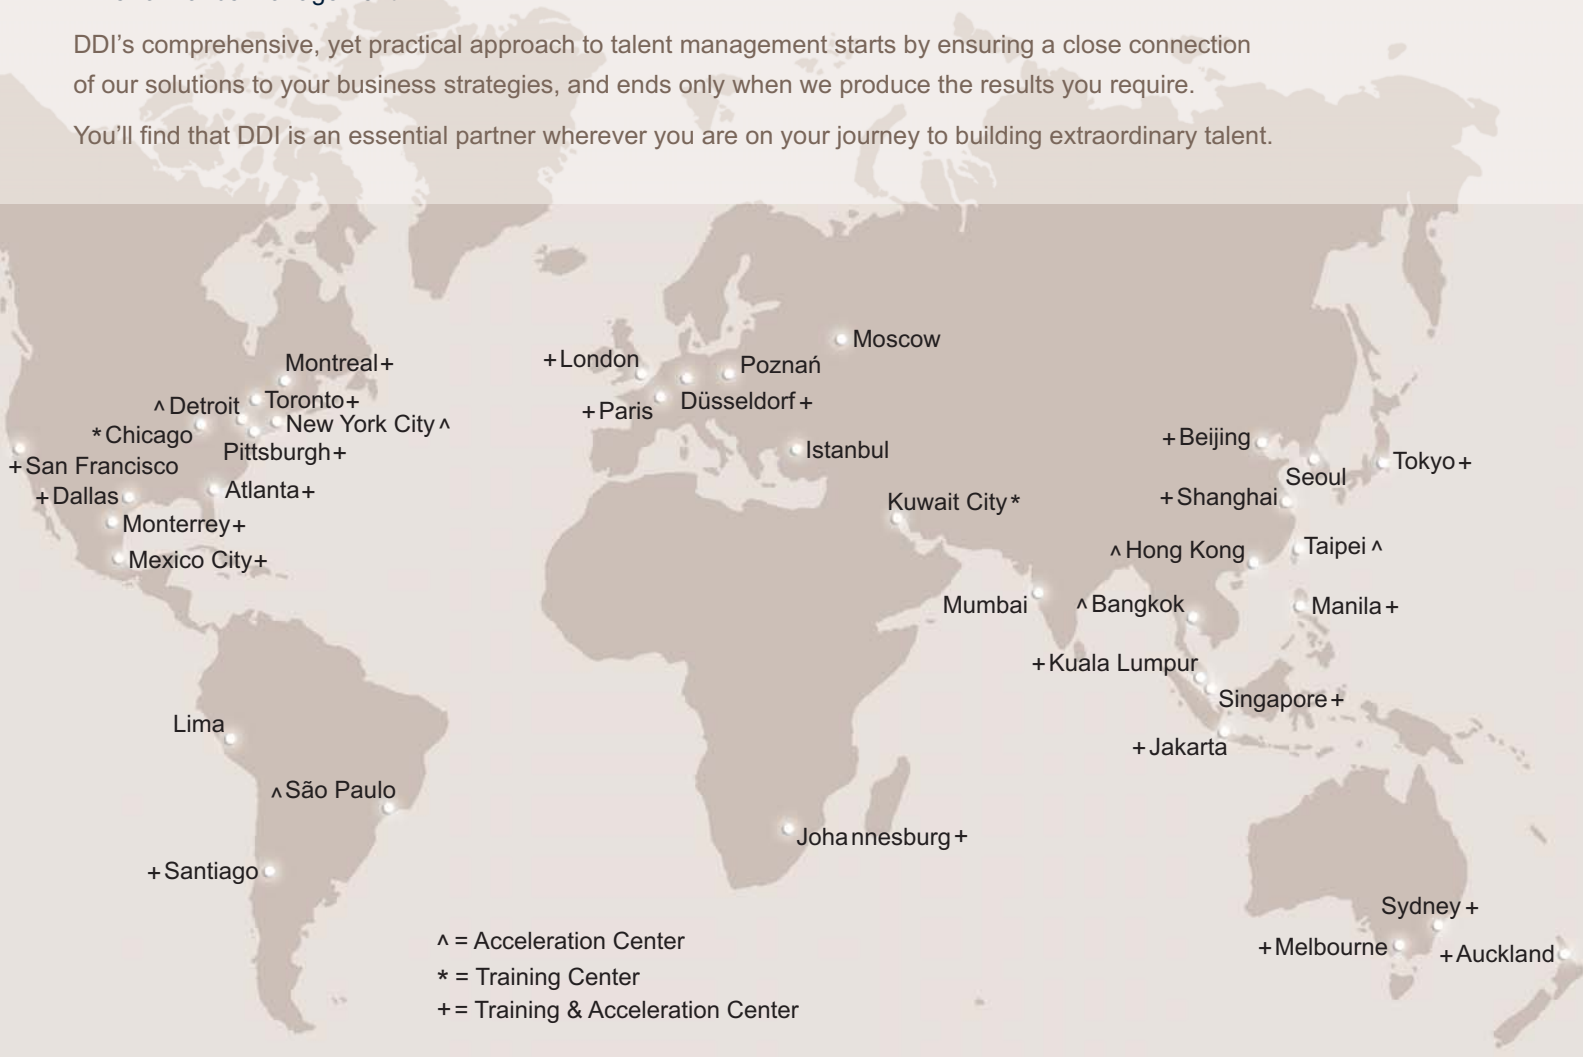 DDI’s comprehensive, yet practical approach to talent management starts by ensuring a close connection
of our solutions to your business strategies, and ends only when we produce the results you require.
You’ll find that DDI is an essential partner wherever you are on your journey to building extraordinary talent.
Moscow
+London
Poznań
Montreal+
^Detroit
Toronto+
Düsseldorf+
+Paris
New York City^
*Chicago
Pittsburgh+
Istanbul
+Beijing
Tokyo+
+San Francisco
Seoul
+Dallas
Atlanta+
Kuwait City*
+Shanghai
Monterrey+
^Hong Kong
Taipei^
Mexico City+
Mumbai
^Bangkok
Manila+
+Kuala Lumpur
Singapore+
Lima
+Jakarta
^São Paulo
Johannesburg+
+Santiago
Sydney+
+Melbourne
+Auckland
^ = Acceleration Center
* = Training Center
+ = Training & Acceleration Center